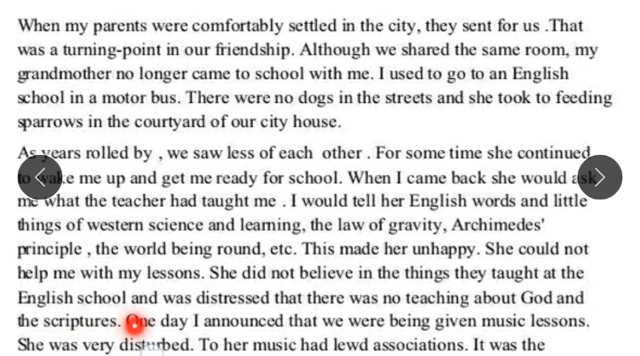 When my parents were comfortably settled in the city, they sent for us .That
was a turning-point in our friendship. Although we shared the same room, my
grandmother no longer came to school with me. I used to go to an English
school in a motor bus. There were no dogs in the streets and she took to feeding
sparrows in the courtyard of our city house.
As years rolled by , we saw less of each other . For some time she continued
to wake me up and get me ready for school. When I came back she would ask
me what the teacher had taught me . I would tell her English words and little
things of western science and learning, the law of gravity, Archimedes'
principle , the world being round, etc. This made her unhappy. She could not
help me with my lessons. She did not believe in the things they taught at the
English school and was distressed that there was no teaching about God and
the scriptures. One day I announced that we were being given music lessons.
She was very disturbed. To her music had lewd associations. It was the